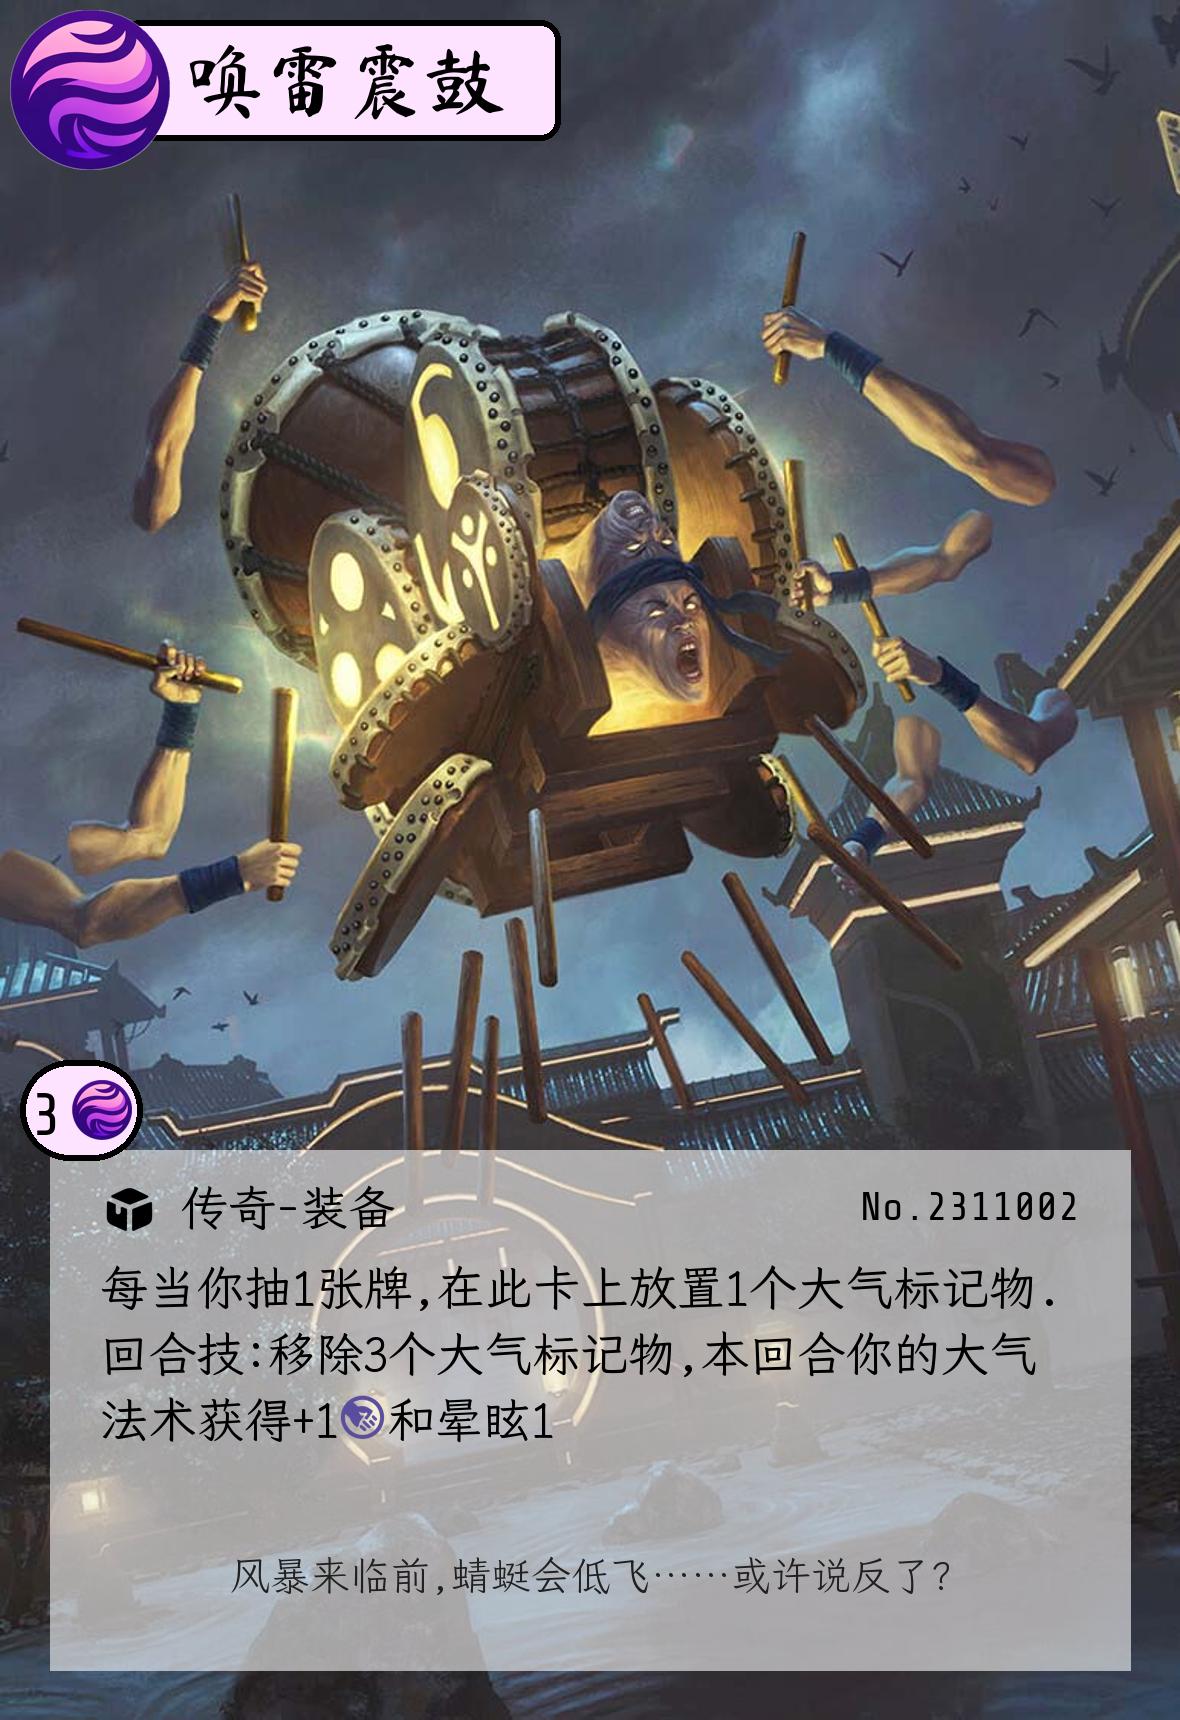 唤雷震鼓
3
传奇-装备
No.2311002
每当你抽1张牌,在此卡上放置1个大气标记物.
回合技:移除3个大气标记物,本回合你的大气
法术获得+1和晕眩1
风暴来临前,蜻蜓会低飞……或许说反了?